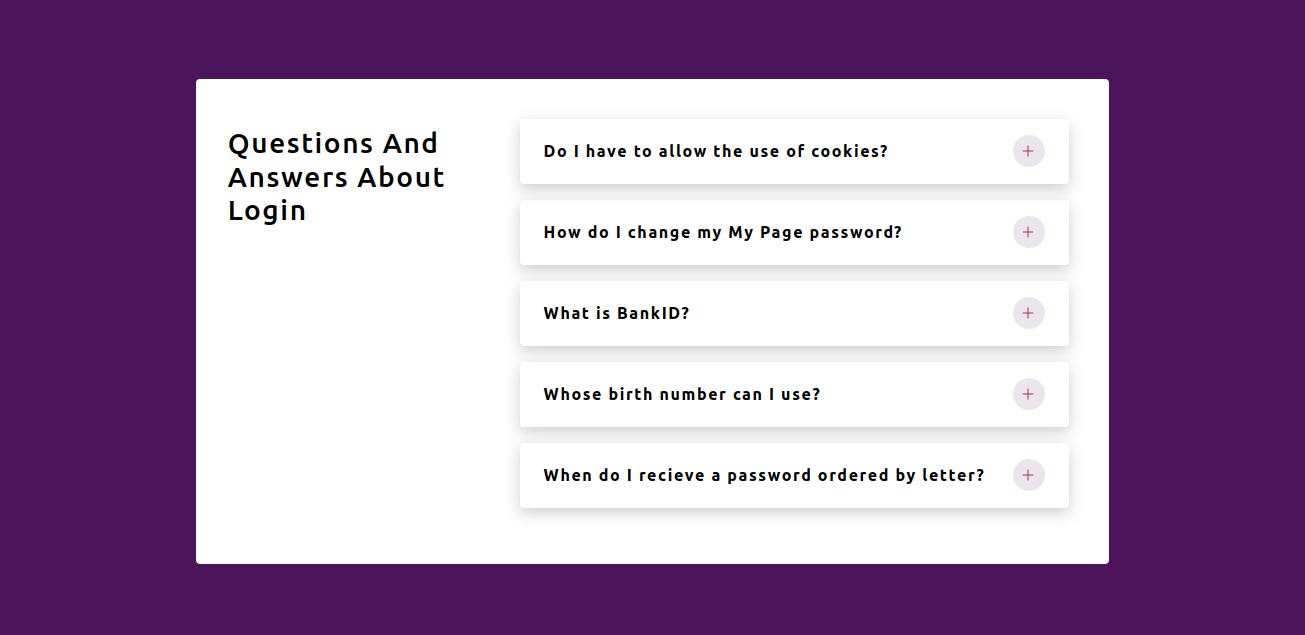 Questions And
Answers About
Login
Do I have to allow the use of cookies?
How do I change my My Page password?
What is BankID?
Whose birth number can I use?
When do I recieve a password ordered by letter?